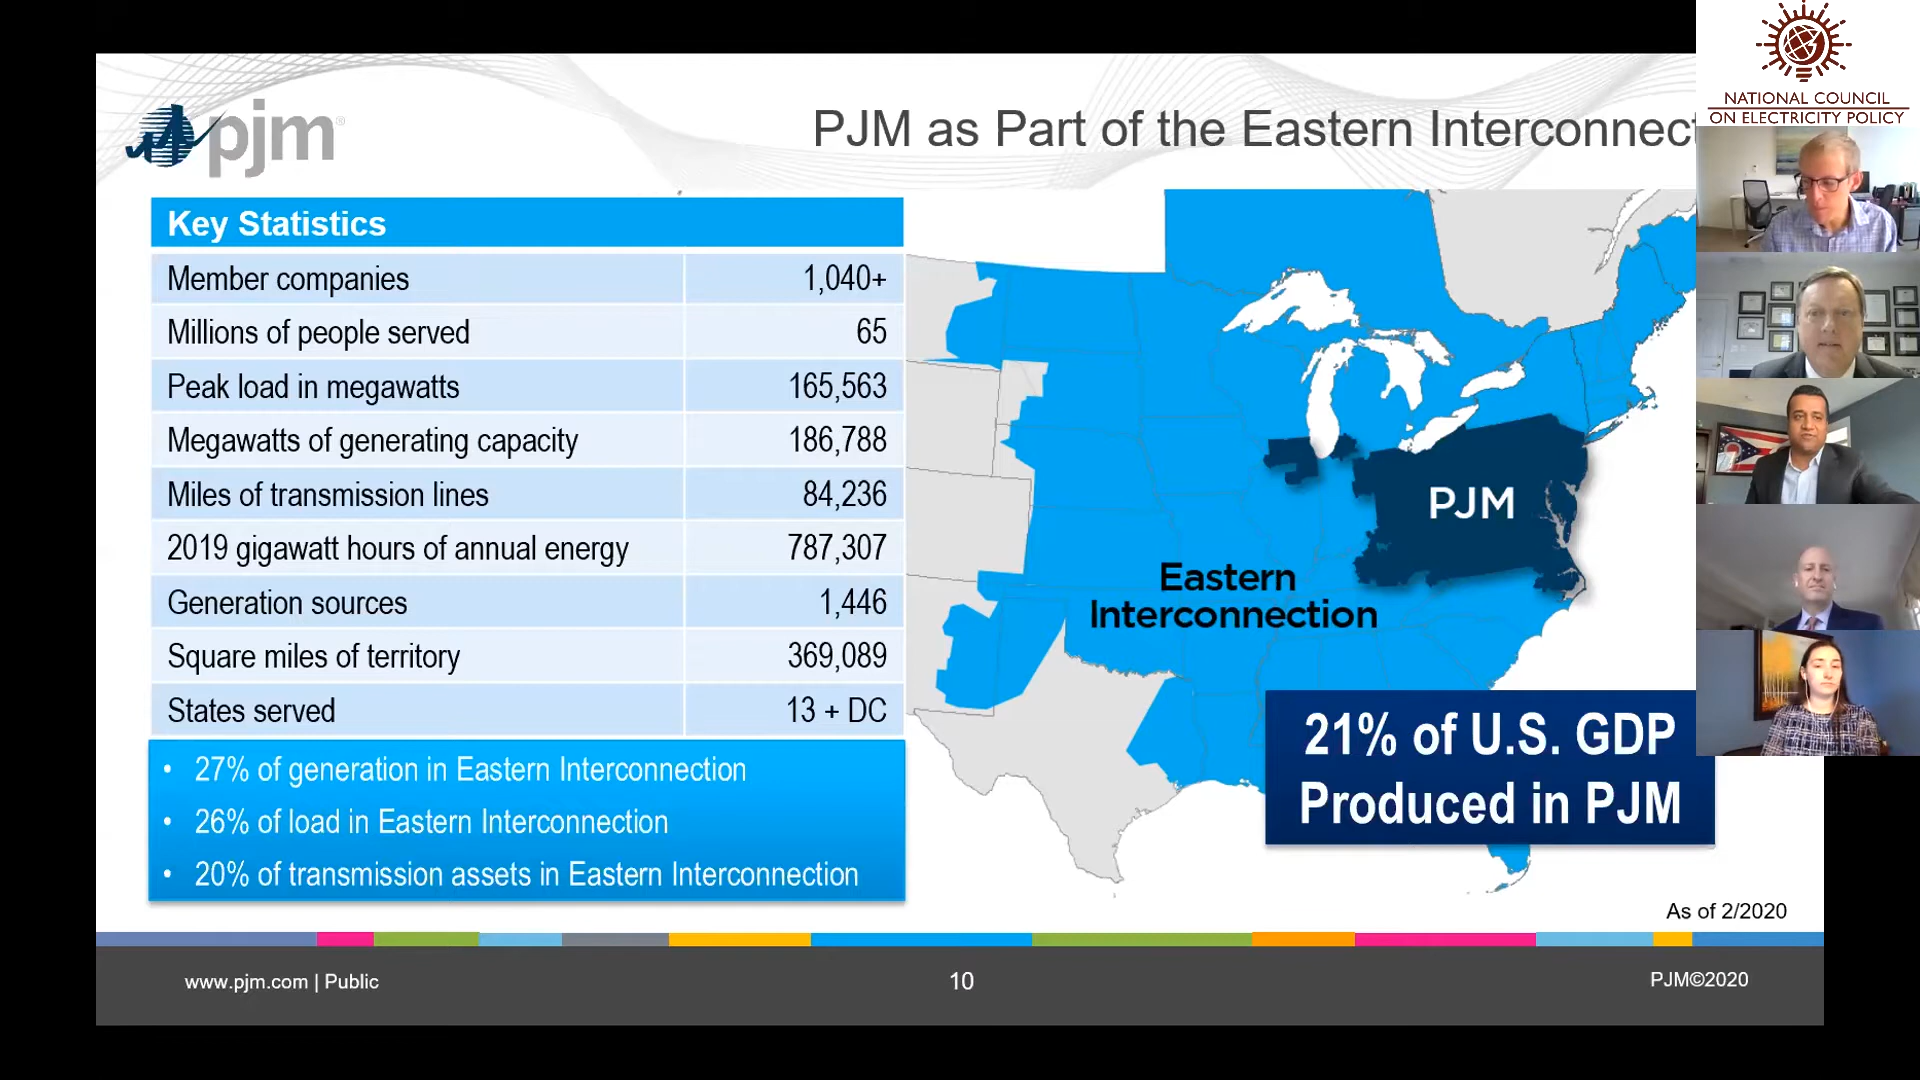 NATIONAL COUNCIL
ON ELECTRICITY POLICY
pjm
PJM as Part of the Eastern Interconnect
Key Statistics
Member companies 1,040+
Millions of people served 65
Peak load in megawatts 165,563
Megawatts of generating capacity 186,788
Miles of transmission lines 84,236
2019 gigawatt hours of annual energy 787,307
Generation sources 1,446
Square miles of territory 369,089
States served 13 + DC
• 27% of generation in Eastern Interconnection
• 26% of load in Eastern Interconnection
• 20% of transmission assets in Eastern Interconnection
PJM
Eastern
Interconnection
21% of U.S. GDP
Produced in PJM
As of 2/2020
www.pjm.com | Public
10
PJM©2020